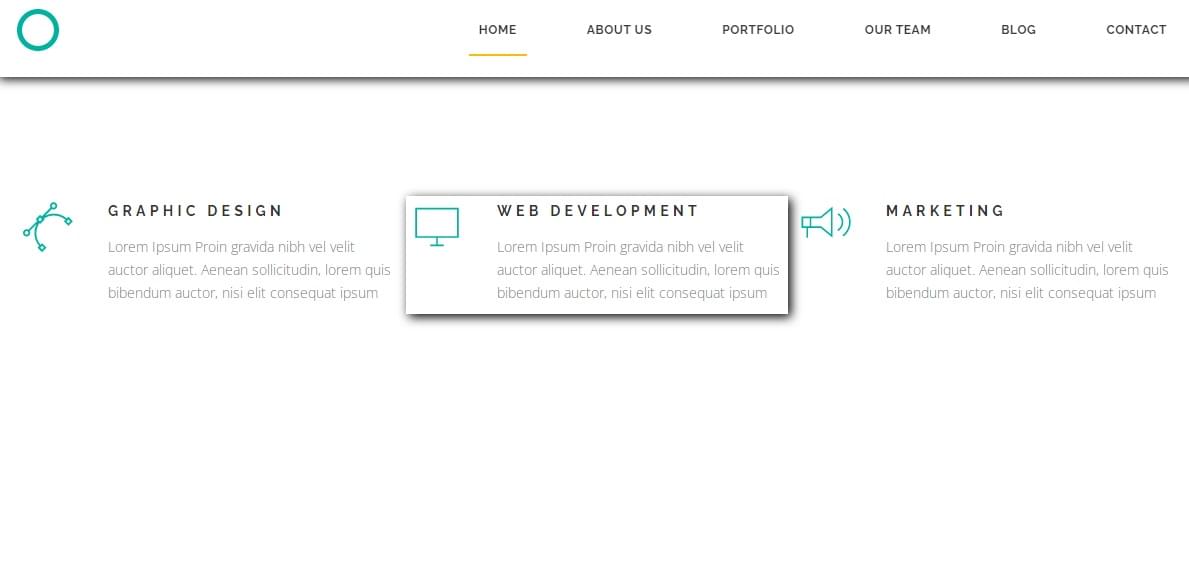 HOME ABOUT US PORTFOLIO OUR TEAM BLOG CONTACT
GRAPHIC DESIGN
Lorem Ipsum Proin gravida nibh vel velit
auctor aliquet. Aenean sollicitudin, lorem quis
bibendum auctor, nisi elit consequat ipsum
WEB DEVELOPMENT
Lorem Ipsum Proin gravida nibh vel velit
auctor aliquet. Aenean sollicitudin, lorem quis
bibendum auctor, nisi elit consequat ipsum
MARKETING
Lorem Ipsum Proin gravida nibh vel velit
auctor aliquet. Aenean sollicitudin, lorem quis
bibendum auctor, nisi elit consequat ipsum